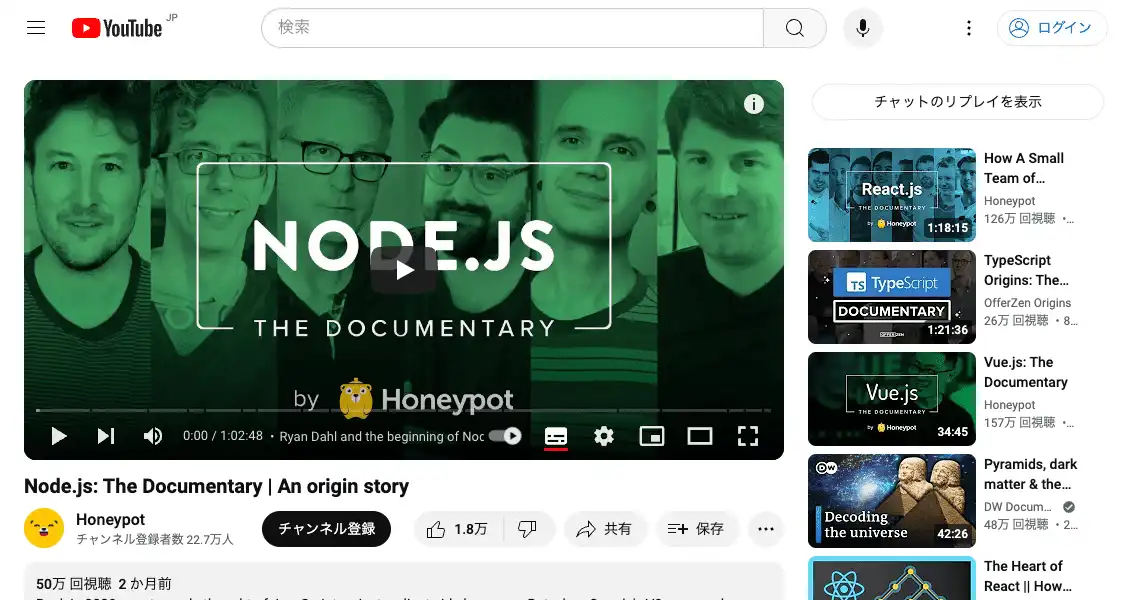 YouTube JP
検索
ログイン
NODE.JS
THE DOCUMENTARY
by Honeypot
0:00 / 1:02:48 ・ Ryan Dahl and the beginning of Noc
Node.js: The Documentary | An origin story
Honeypot
チャンネル登録者数 22.7万人
チャンネル登録
1.8万
共有
保存
50万 回視聴 2 か月前
チャットのリプレイを表示
React.js
THE DOCUMENTARY
by Honeypot
1:18:15
How A Small
Team of...
Honeypot
126万 回視聴 ・...
TS TypeScript
DOCUMENTARY
OFFERZEN
1:21:36
TypeScript
Origins: The...
OfferZen Origins
26万 回視聴 ・8...
Vue.js
THE DOCUMENTARY
by Honeypot
34:45
Vue.js: The
Documentary
Honeypot
157万 回視聴 ・...
DW
Decoding
the universe
42:26
Pyramids, dark
matter & the...
DW Docum...
48万 回視聴 ・2...
The Heart of
React || How...